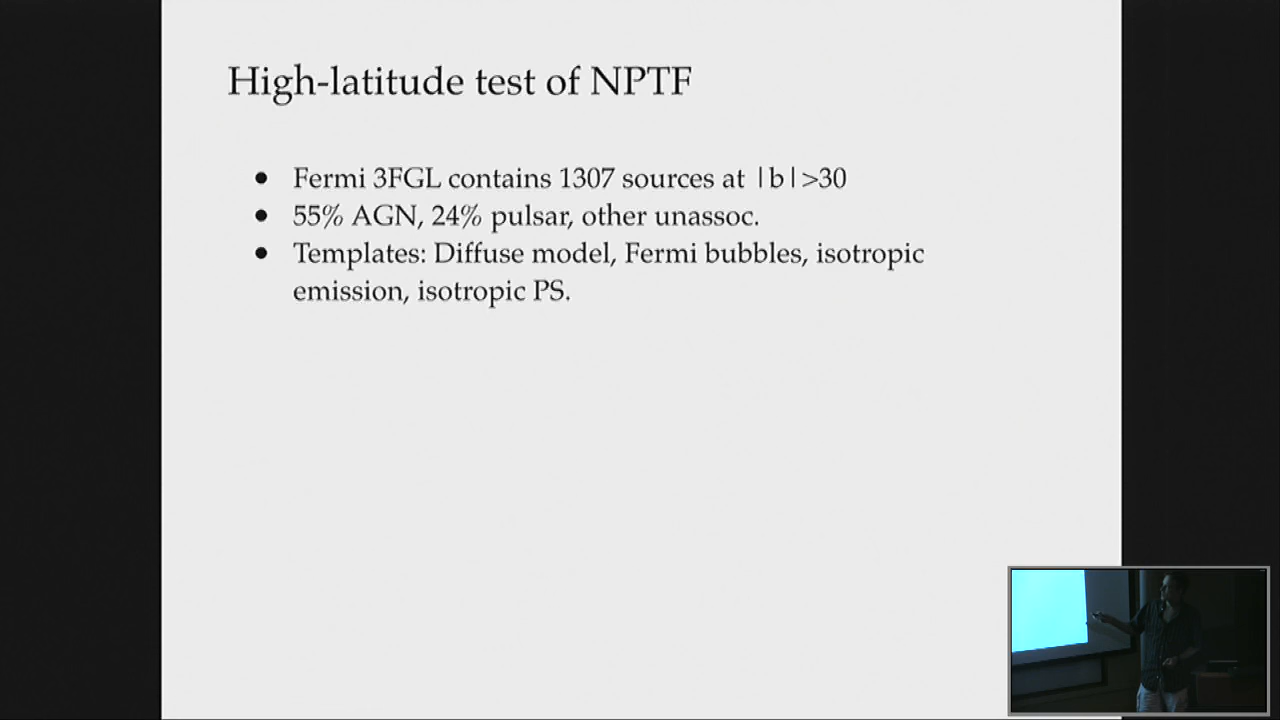 High-latitude test of NPTF
● Fermi 3FGL contains 1307 sources at |b|>30
● 55% AGN, 24% pulsar, other unassoc.
● Templates: Diffuse model, Fermi bubbles, isotropic
emission, isotropic PS.